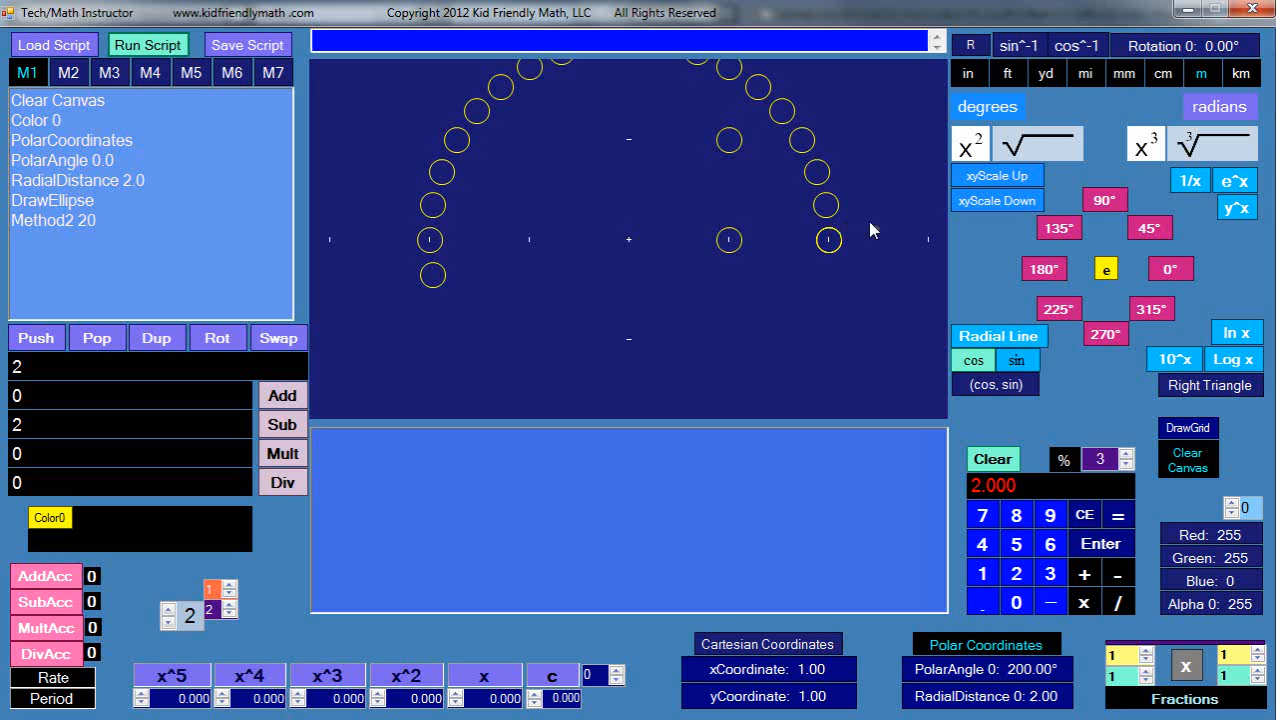 Tech/Math Instructor www.kidfriendlymath .com Copyright 2012 Kid Friendly Math, LLC All Rights Reserved
Load Script Run Script Save Script
M1 M2 M3 M4 M5 M6 M7
Clear Canvas
Color 0
PolarCoordinates
PolarAngle 0.0
RadialDistance 2.0
DrawEllipse
Method2 20
Push Pop Dup Rot Swap
2
0 Add
2 Sub
0 Mult
0 Div
Color0
AddAcc 0
SubAcc 0
MultAcc 0
DivAcc 0
Rate
Period
2 1
2
x^5 x^4 x^3 x^2 x c 0
0.000 0.000 0.000 0.000 0.000 0.000
R sin^-1 cos^-1 Rotation 0: 0.00°
in ft yd mi mm cm m km
degrees radians
x2 √ x3 3√
xyScale Up 1/x e^x
xyScale Down y^x
90°
135° 45°
180° e 0°
225° 315°
270°
Radial Line ln x
cos sin 10^x Log x
(cos, sin) Right Triangle
DrawGrid
Clear Canvas
Clear % 3
2.000
7 8 9 CE =
4 5 6 Enter
1 2 3 + -
. 0 — x /
0
Red: 255
Green: 255
Blue: 0
Alpha 0: 255
Cartesian Coordinates
xCoordinate: 1.00
yCoordinate: 1.00
Polar Coordinates
PolarAngle 0: 200.00°
RadialDistance 0: 2.00
1 x 1
1 1
Fractions